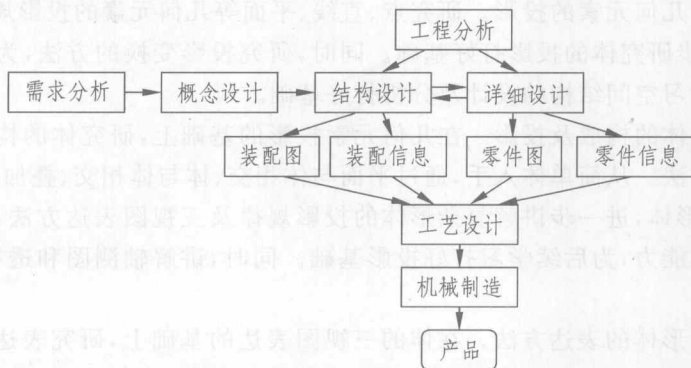 工程分析
需求分析 概念设计 结构设计 详细设计
装配图 装配信息 零件图 零件信息
工艺设计
机械制造
产品